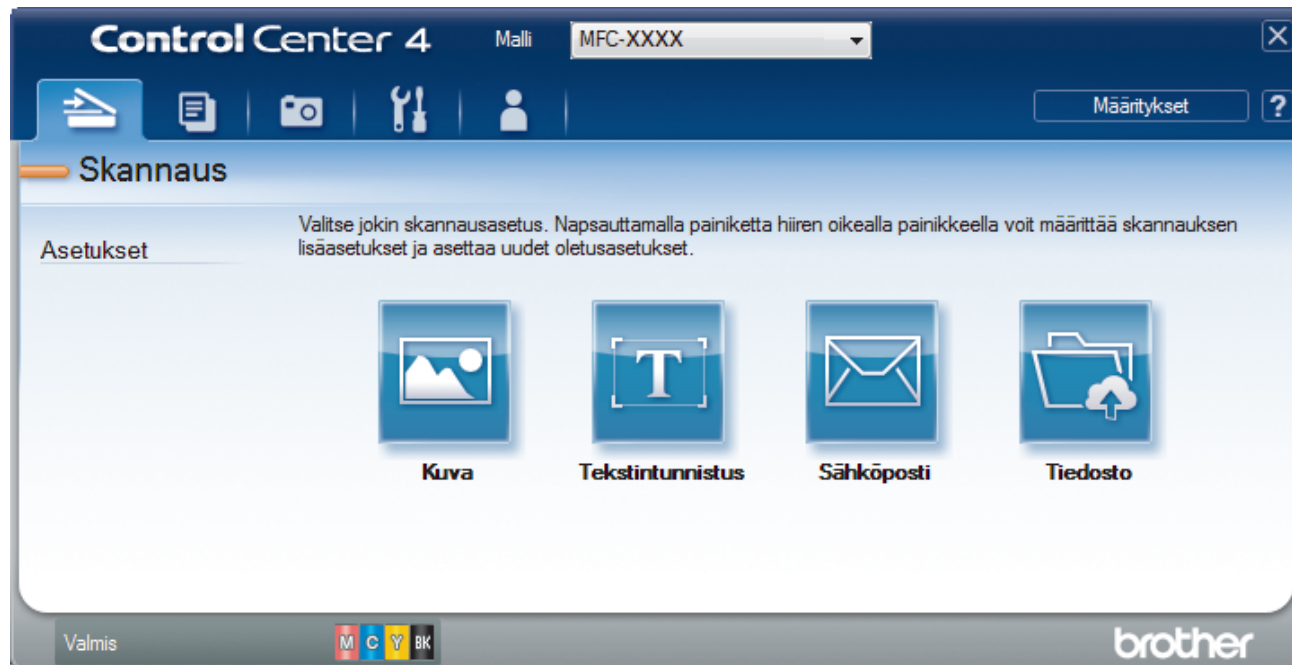 Control Center 4
Malli
MFC-XXXX
Määritykset
?
Skannaus
Asetukset
Valitse jokin skannausasetus. Napsauttamalla painiketta hiiren oikealla painikkeella voit määrittää skannauksen
lisäasetukset ja asettaa uudet oletusasetukset.
T
Kuva
Tekstintunnistus
Sähköposti
Tiedosto
Valmis
M C Y BK
brother